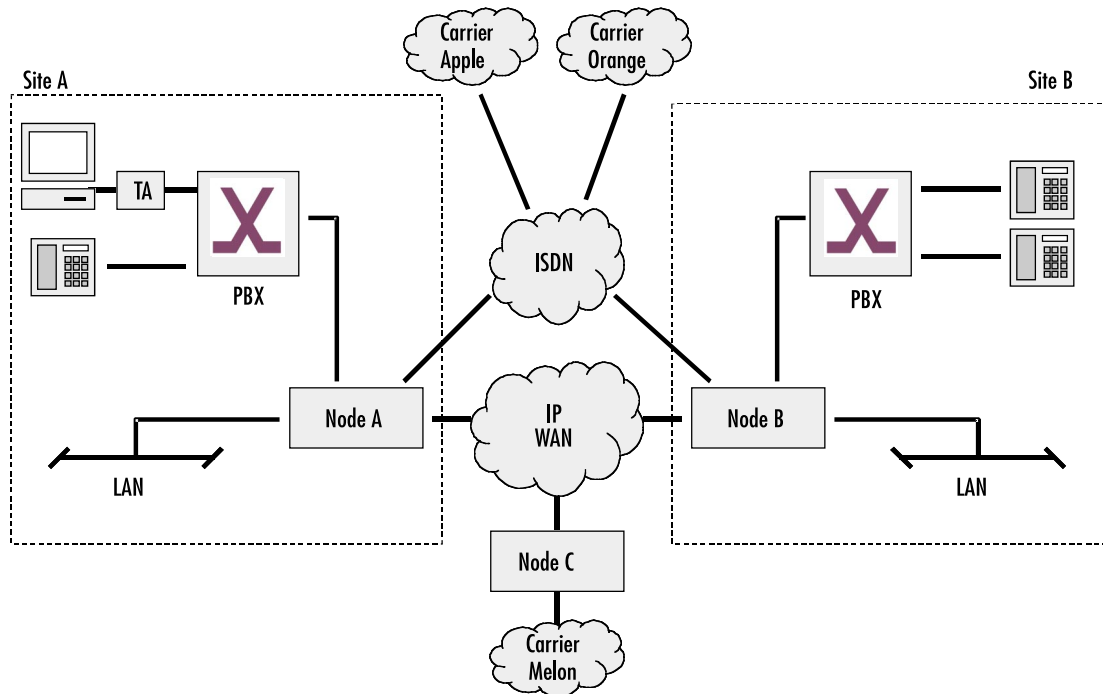 Carrier
Apple
Carrier
Orange
Site A
Site B
TA
PBX
ISDN
PBX
Node A
IP
WAN
Node B
LAN
LAN
Node C
Carrier
Melon